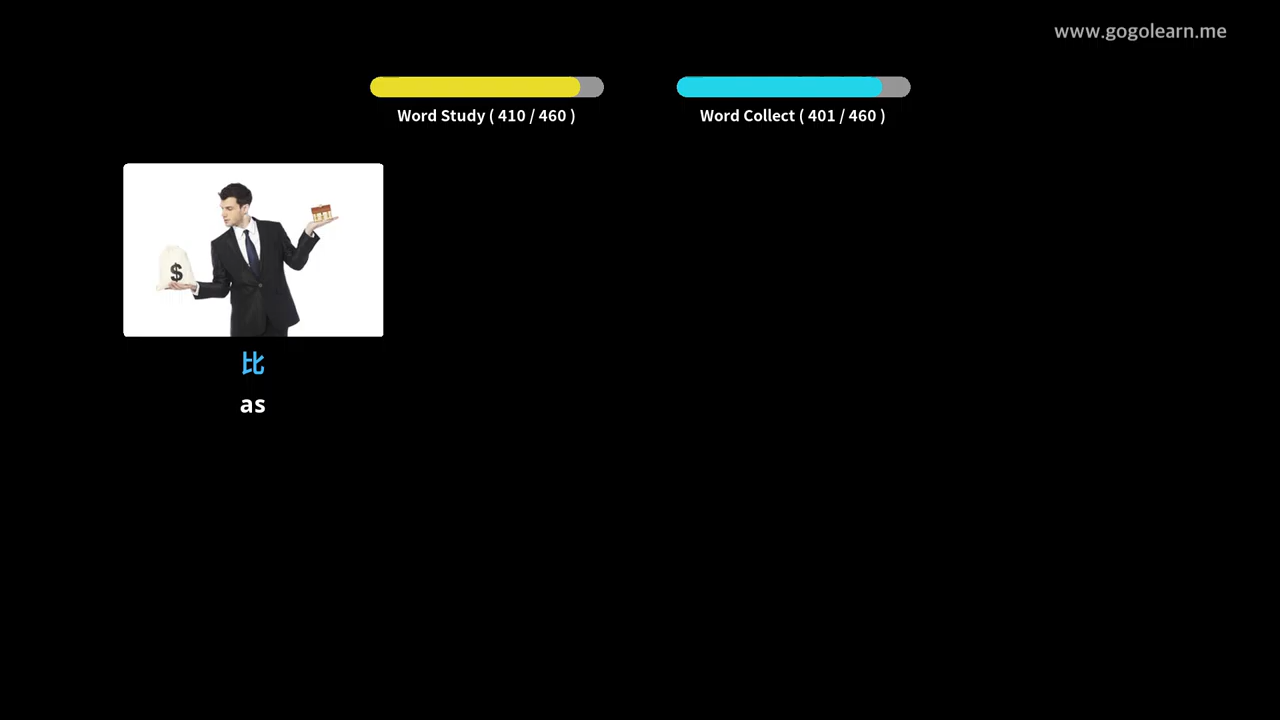 www.gogolearn.me
Word Study ( 410 / 460 )
Word Collect ( 401 / 460 )
$
比
as